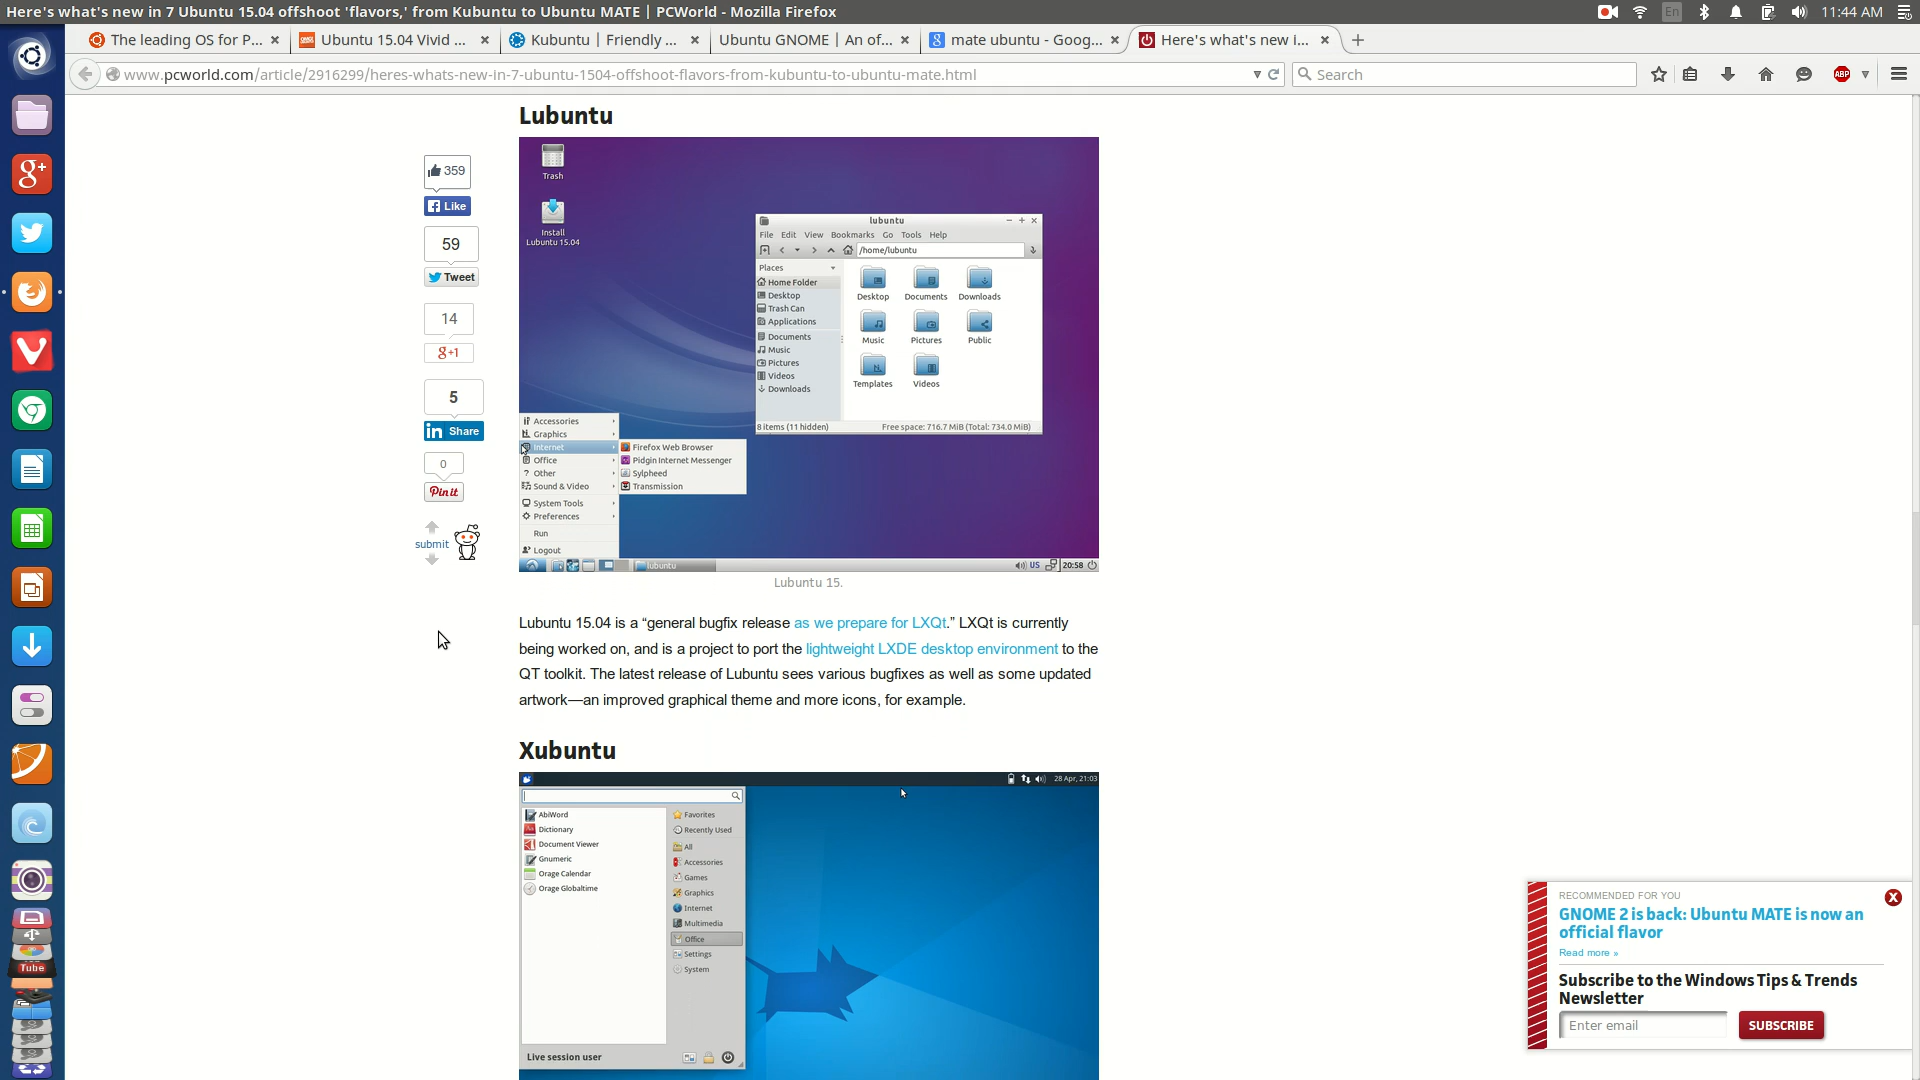 Here's what's new in 7 Ubuntu 15.04 offshoot 'flavors,' from Kubuntu to Ubuntu MATE | PCWorld - Mozilla Firefox
En
11:44 AM
The leading OS for P...
Ubuntu 15.04 Vivid ...
Kubuntu | Friendly ...
Ubuntu GNOME | An of...
mate ubuntu - Goog...
Here's what's new i...
www.pcworld.com/article/2916299/heres-whats-new-in-7-ubuntu-1504-offshoot-flavors-from-kubuntu-to-ubuntu-mate.html
Search
ABP
Lubuntu
359
Like
59
Tweet
14
g+1
5
in Share
0
Pinit
submit
Trash
Install
Lubuntu 15.04
lubuntu
File Edit View Bookmarks Go Tools Help
/home/lubuntu
Places
Home Folder
Desktop
Trash Can
Applications
Documents
Music
Pictures
Videos
Downloads
Desktop Documents Downloads
Music Pictures Public
Templates Videos
8 items (11 hidden) Free space: 716.7 MiB (Total: 734.0 MiB)
Accessories
Graphics
Internet
Office
Other
Sound & Video
System Tools
Preferences
Run
Logout
Firefox Web Browser
Pidgin Internet Messenger
Sylpheed
Transmission
lubuntu
US 20:58
Lubuntu 15.
Lubuntu 15.04 is a “general bugfix release as we prepare for LXQt.” LXQt is currently
being worked on, and is a project to port the lightweight LXDE desktop environment to the
QT toolkit. The latest release of Lubuntu sees various bugfixes as well as some updated
artwork—an improved graphical theme and more icons, for example.
Xubuntu
28 Apr, 21:03
AbiWord
Dictionary
Document Viewer
Gnumeric
Orage Calendar
Orage Globaltime
Favorites
Recently Used
All
Accessories
Games
Graphics
Internet
Multimedia
Office
Settings
System
Live session user
RECOMMENDED FOR YOU
GNOME 2 is back: Ubuntu MATE is now an
official flavor
Read more »
Subscribe to the Windows Tips & Trends
Newsletter
Enter email
SUBSCRIBE
g+
Tube